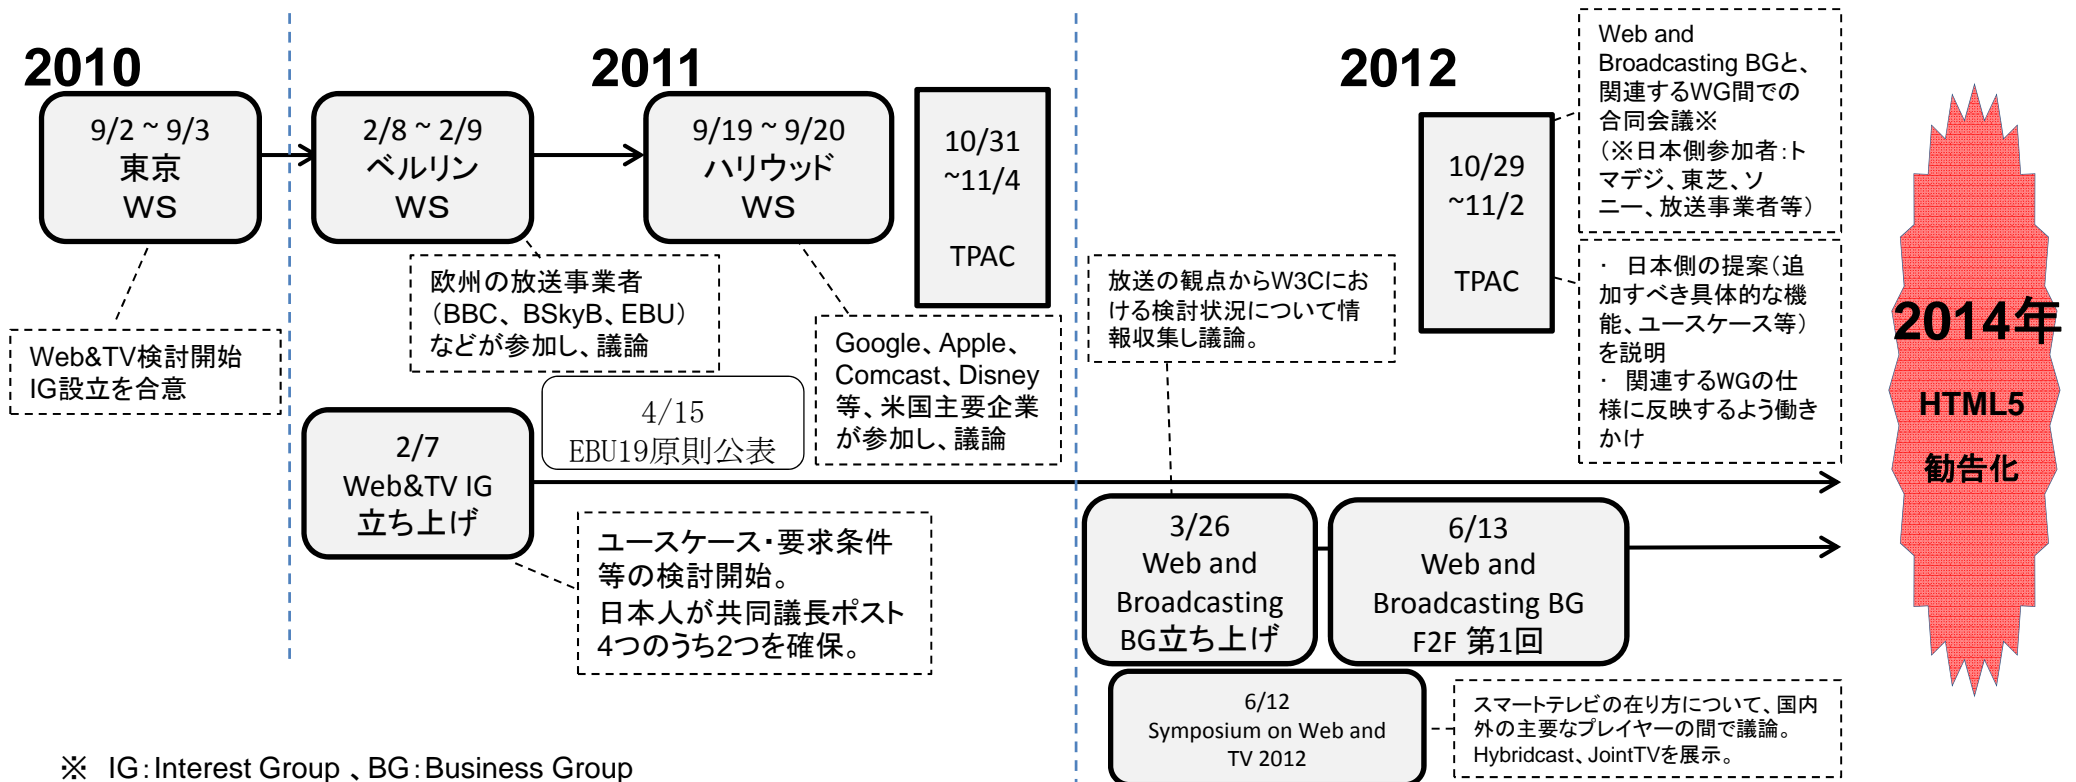 2010
9/2 ~ 9/3
東京
WS
Web&TV検討開始
IG設立を合意
2011
2/8 ~ 2/9
ベルリン
WS
欧州の放送事業者
(BBC、BSkyB、EBU)
などが参加し、議論
9/19 ~ 9/20
ハリウッド
WS
Google、Apple、
Comcast、Disney
等、米国主要企業
が参加し、議論
10/31
~11/4
TPAC
4/15
EBU19原則公表
2/7
Web&TV IG
立ち上げ
ユースケース・要求条件
等の検討開始。
日本人が共同議長ポスト
4つのうち2つを確保。
2012
放送の観点からW3Cにお
ける検討状況について情
報収集し議論。
10/29
~11/2
TPAC
Web and
Broadcasting BGと、
関連するWG間での
合同会議※
(※日本側参加者:ト
マデジ、東芝、ソ
ニー、放送事業者等)
· 日本側の提案(追
加すべき具体的な機
能、ユースケース等)
を説明
· 関連するWGの仕
様に反映するよう働き
かけ
3/26
Web and
Broadcasting
BG立ち上げ
6/13
Web and
Broadcasting BG
F2F 第1回
6/12
Symposium on Web and
TV 2012
スマートテレビの在り方について、国内
外の主要なプレイヤーの間で議論。
Hybridcast、JointTVを展示。
2014年
HTML5
勧告化
※ IG:Interest Group 、BG:Business Group